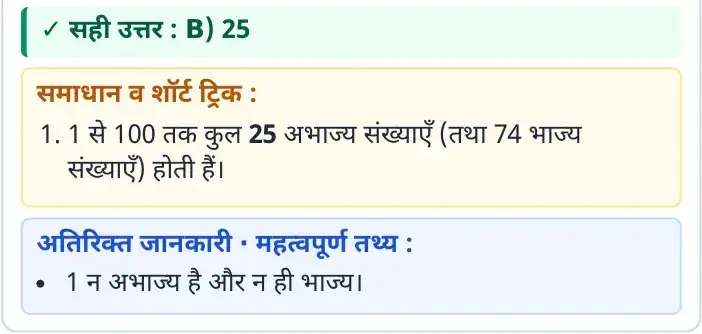 ✓ सही उत्तर : B) 25
समाधान व शॉर्ट ट्रिक :
1. 1 से 100 तक कुल 25 अभाज्य संख्याएँ (तथा 74 भाज्य
संख्याएँ) होती हैं।
अतिरिक्त जानकारी · महत्वपूर्ण तथ्य :
• 1 न अभाज्य है और न ही भाज्य।